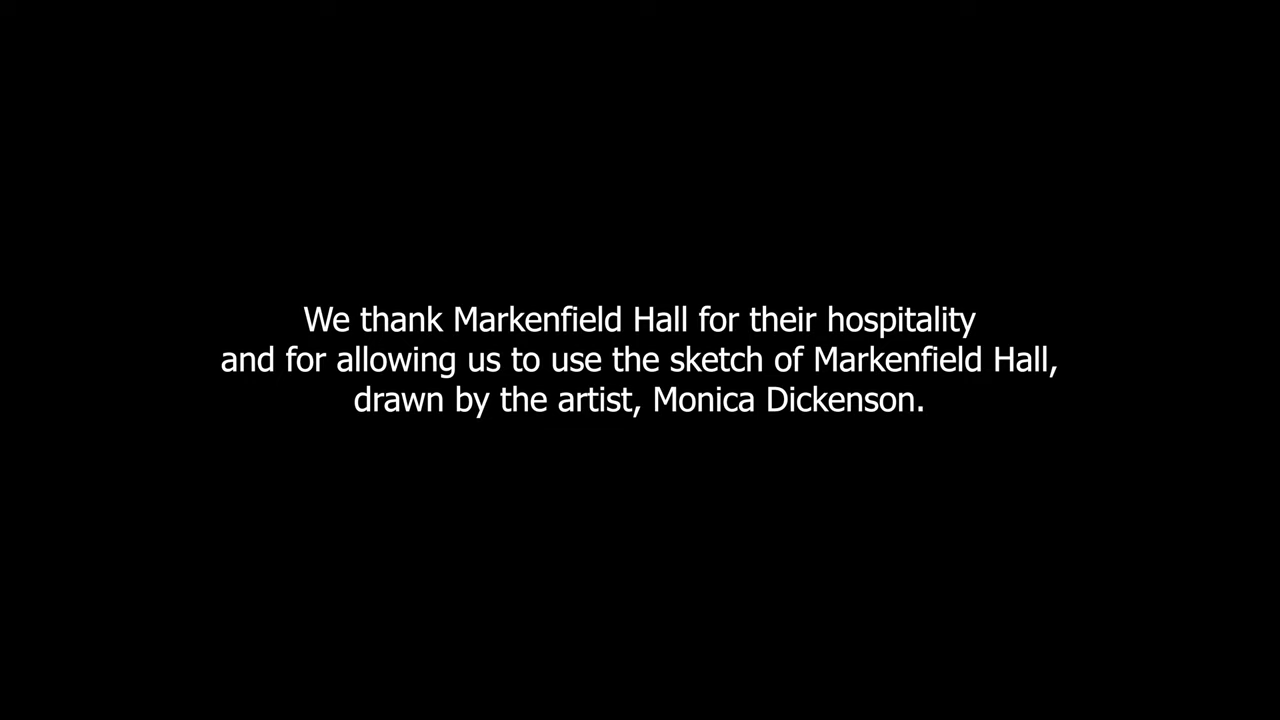 We thank Markenfield Hall for their hospitality
and for allowing us to use the sketch of Markenfield Hall,
drawn by the artist, Monica Dickenson.